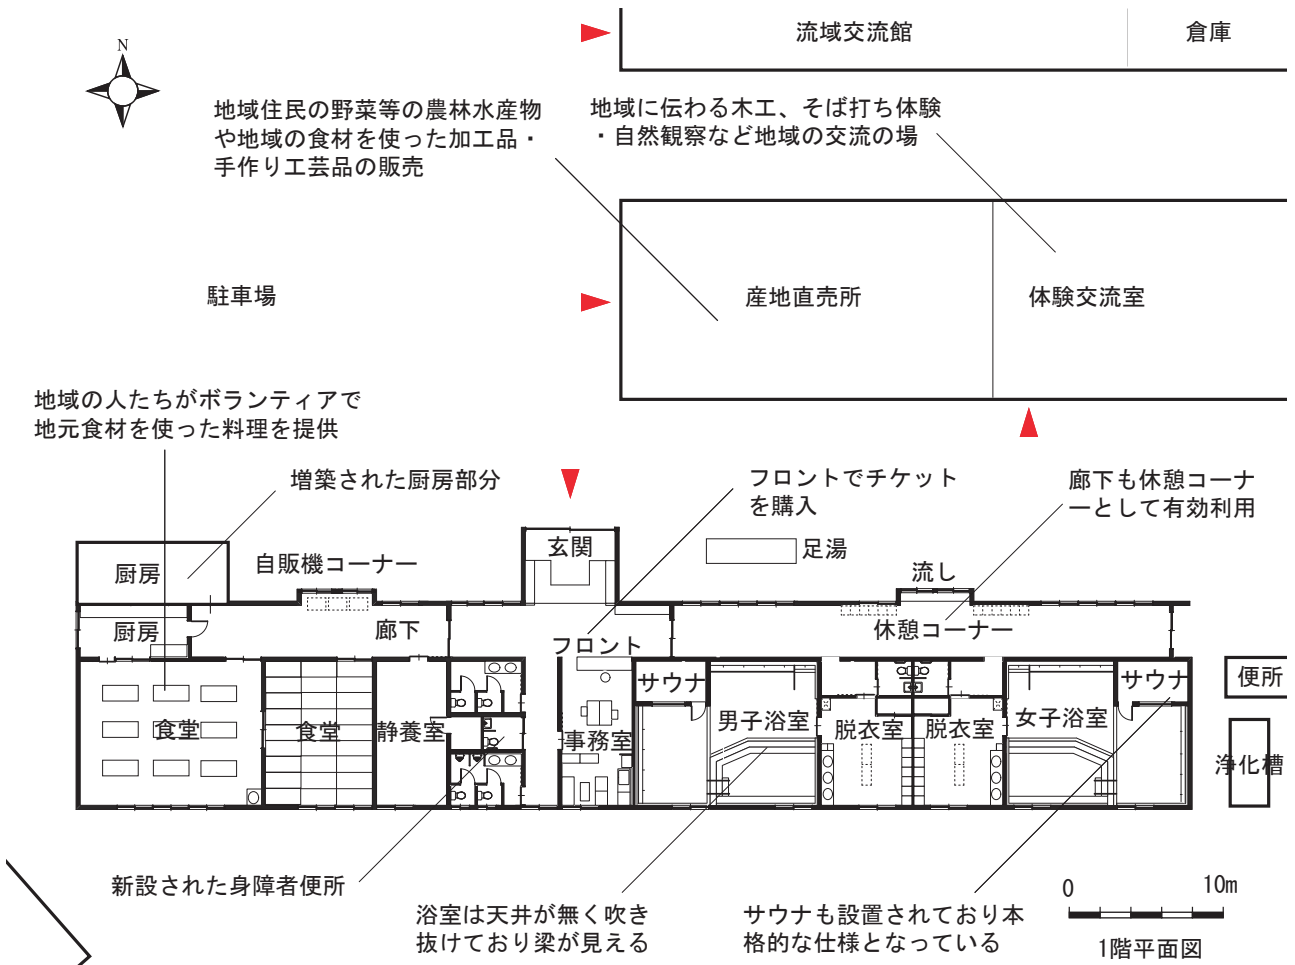 流域交流館
倉庫
N
地域住民の野菜等の農林水産物
や地域の食材を使った加工品・
手作り工芸品の販売
地域に伝わる木工、そば打ち体験
・自然観察など地域の交流の場
駐車場
産地直売所
体験交流室
地域の人たちがボランティアで
地元食材を使った料理を提供
増築された厨房部分
フロントでチケット
を購入
廊下も休憩コーナ
ーとして有効利用
玄関
足湯
自販機コーナー
厨房
流し
厨房
廊下
フロント
休憩コーナー
サウナ
サウナ
便所
食堂
食堂
静養室
事務室
男子浴室
脱衣室
脱衣室
女子浴室
浄化槽
新設された身障者便所
浴室は天井が無く吹き
抜けており梁が見える
サウナも設置されており本
格的な仕様となっている
0
10m
1階平面図